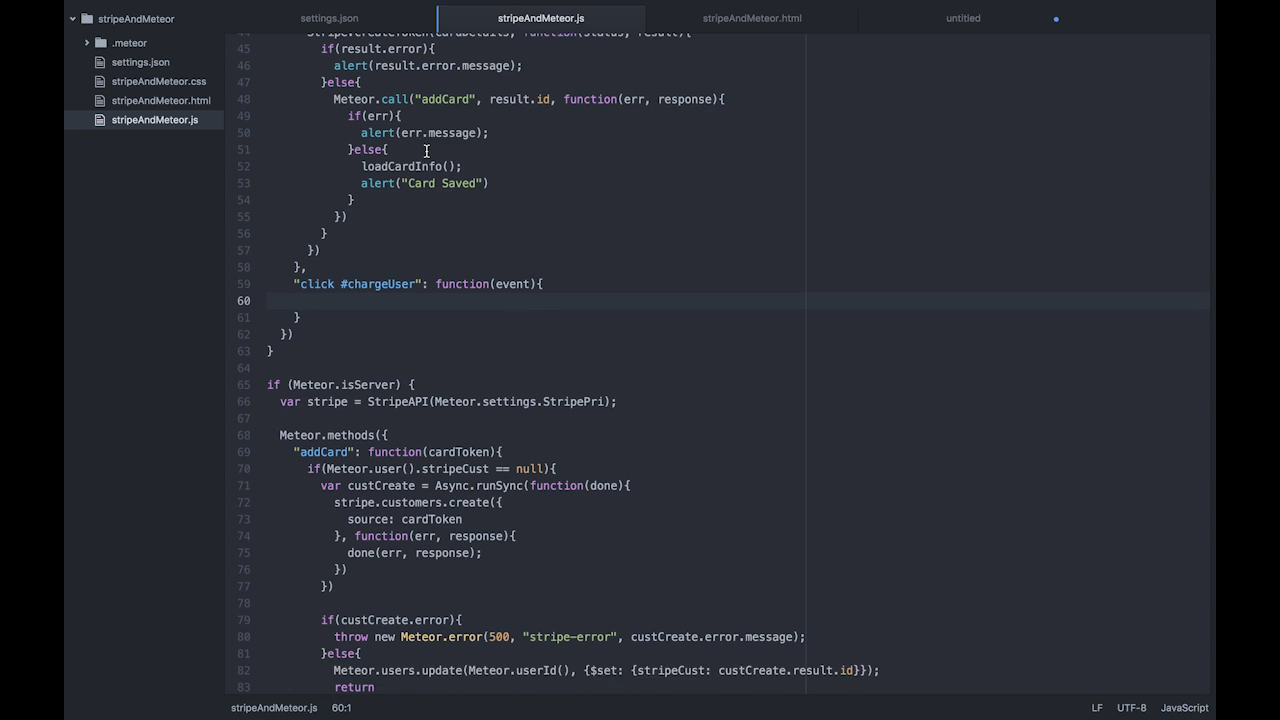 stripeAndMeteor
.meteor
settings.json
stripeAndMeteor.css
stripeAndMeteor.html
stripeAndMeteor.js
settings.json
stripeAndMeteor.js
stripeAndMeteor.html
untitled
44 Stripe.createToken(cardDetails, function(status, result){
45 if(result.error){
46 alert(result.error.message);
47 }else{
48 Meteor.call("addCard", result.id, function(err, response){
49 if(err){
50 alert(err.message);
51 }else{
52 loadCardInfo();
53 alert("Card Saved")
54 }
55 })
56 }
57 })
58 },
59 "click #chargeUser": function(event){
60
61 }
62 })
63 }
64
65 if (Meteor.isServer) {
66 var stripe = StripeAPI(Meteor.settings.StripePri);
67
68 Meteor.methods({
69 "addCard": function(cardToken){
70 if(Meteor.user().stripeCust == null){
71 var custCreate = Async.runSync(function(done){
72 stripe.customers.create({
73 source: cardToken
74 }, function(err, response){
75 done(err, response);
76 })
77 })
78
79 if(custCreate.error){
80 throw new Meteor.error(500, "stripe-error", custCreate.error.message);
81 }else{
82 Meteor.users.update(Meteor.userId(), {$set: {stripeCust: custCreate.result.id}});
83 return
stripeAndMeteor.js 60:1
LF UTF-8 JavaScript